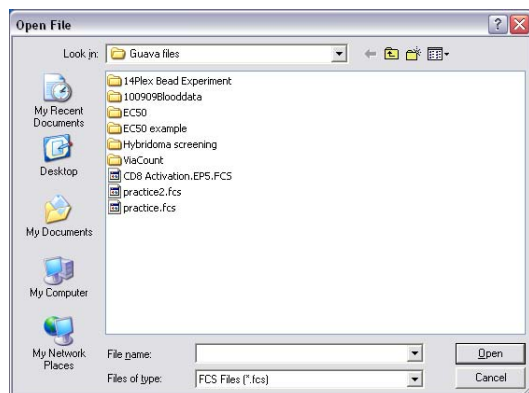 Open File
Look in: Guava files
14Plex Bead Experiment
100909Blooddata
EC50
EC50 example
Hybridoma screening
ViaCount
CD8 Activation.EP5.FCS
practice2.fcs
practice.fcs
My Recent
Documents
Desktop
My Documents
My Computer
My Network
Places
File name:
Open
Files of type: FCS Files (*.fcs)
Cancel